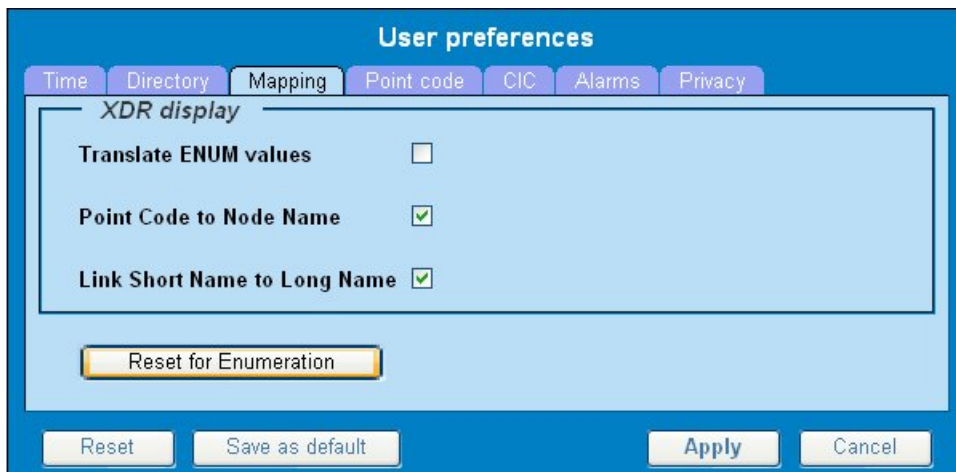 User preferences
Time Directory Mapping Point code CIC Alarms Privacy
XDR display
Translate ENUM values
Point Code to Node Name
Link Short Name to Long Name
Reset for Enumeration
Reset Save as default Apply Cancel